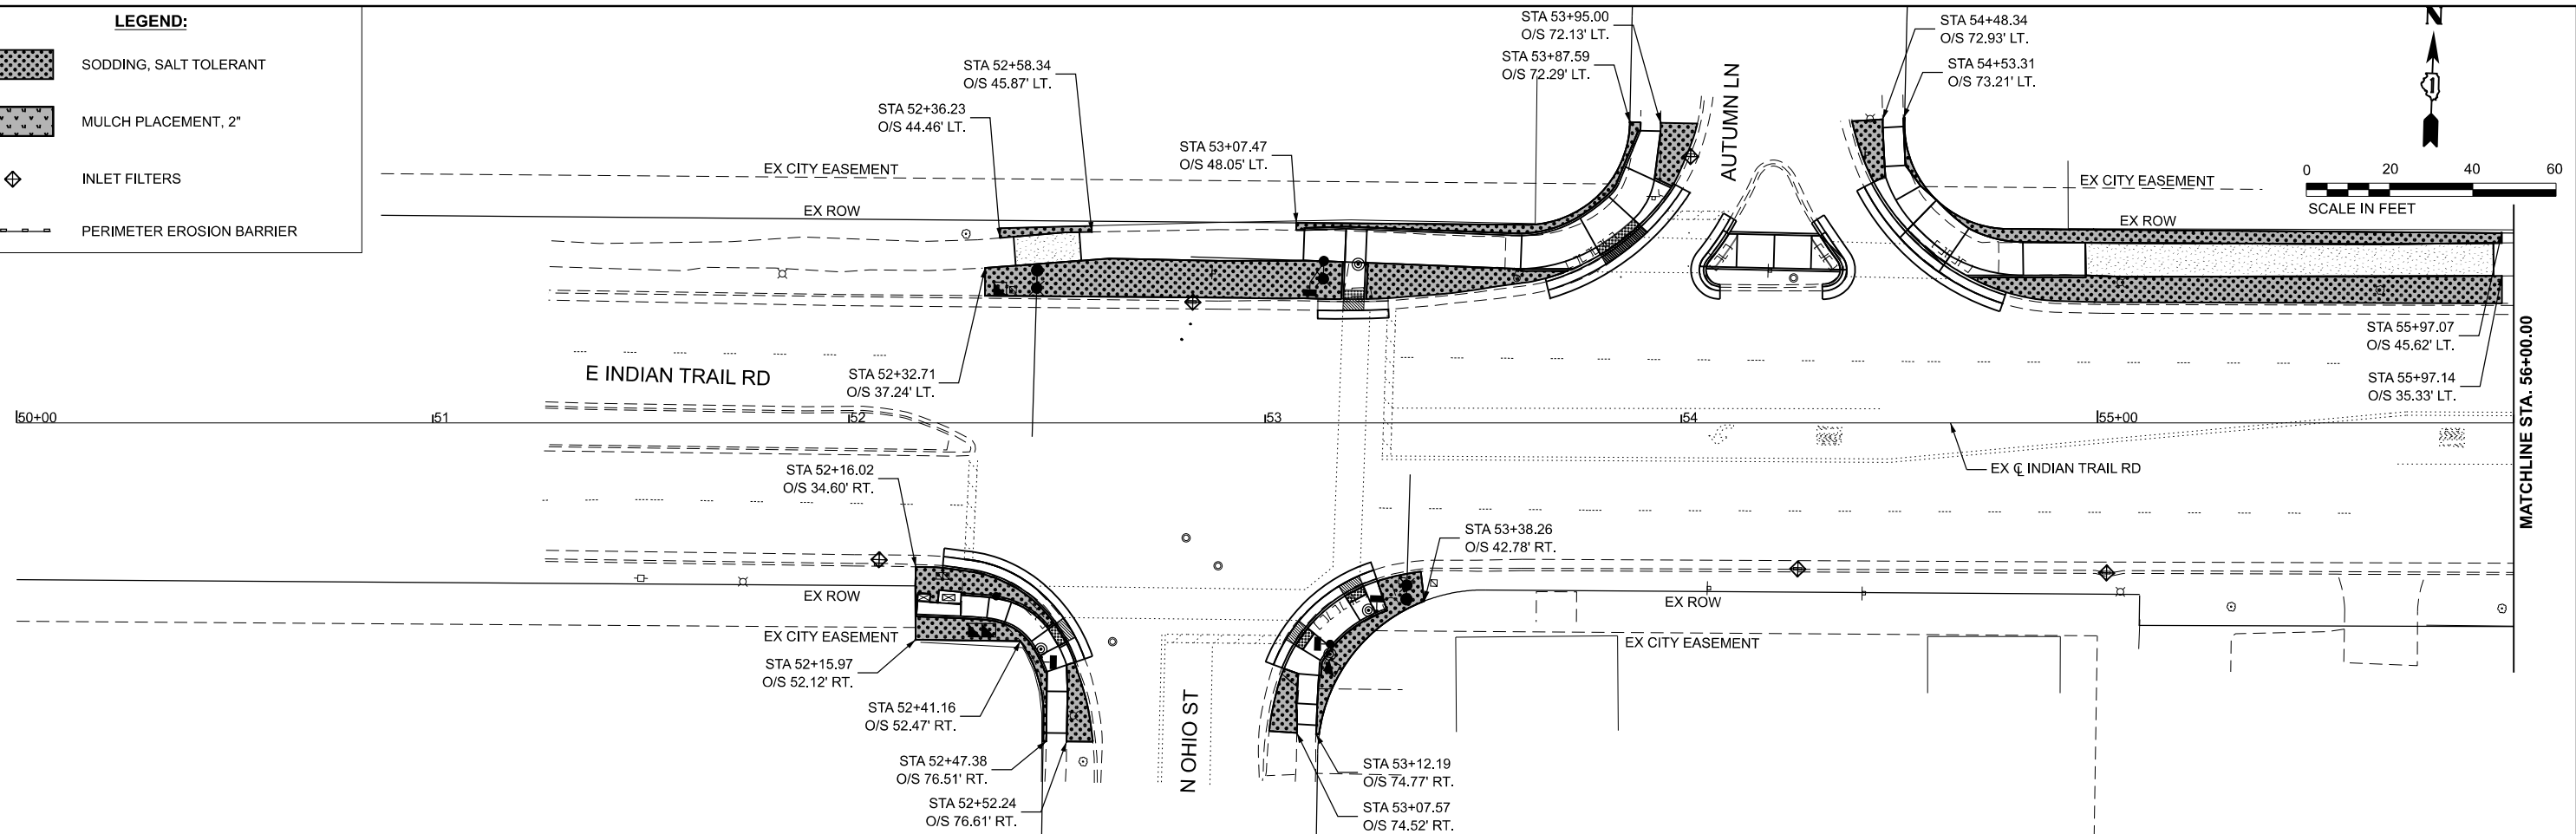 LEGEND:
SODDING, SALT TOLERANT
MULCH PLACEMENT, 2"
INLET FILTERS
PERIMETER EROSION BARRIER
STA 52+36.23
O/S 44.46' LT.
STA 52+58.34
O/S 45.87' LT.
STA 53+07.47
O/S 48.05' LT.
STA 53+95.00
O/S 72.13' LT.
STA 53+87.59
O/S 72.29' LT.
AUTUMN LN
STA 54+48.34
O/S 72.93' LT.
STA 54+53.31
O/S 73.21' LT.
N
0 20 40 60
SCALE IN FEET
EX CITY EASEMENT
EX ROW
EX CITY EASEMENT
EX ROW
E INDIAN TRAIL RD
STA 52+32.71
O/S 37.24' LT.
STA 55+97.07
O/S 45.62' LT.
STA 55+97.14
O/S 35.33' LT.
MATCHLINE STA. 56+00.00
50+00 51 52 53 54 55+00
EX CL INDIAN TRAIL RD
STA 52+16.02
O/S 34.60' RT.
STA 53+38.26
O/S 42.78' RT.
EX ROW
EX CITY EASEMENT
EX ROW
EX CITY EASEMENT
STA 52+15.97
O/S 52.12' RT.
STA 52+41.16
O/S 52.47' RT.
STA 52+47.38
O/S 76.51' RT.
STA 52+52.24
O/S 76.61' RT.
N OHIO ST
STA 53+12.19
O/S 74.77' RT.
STA 53+07.57
O/S 74.52' RT.